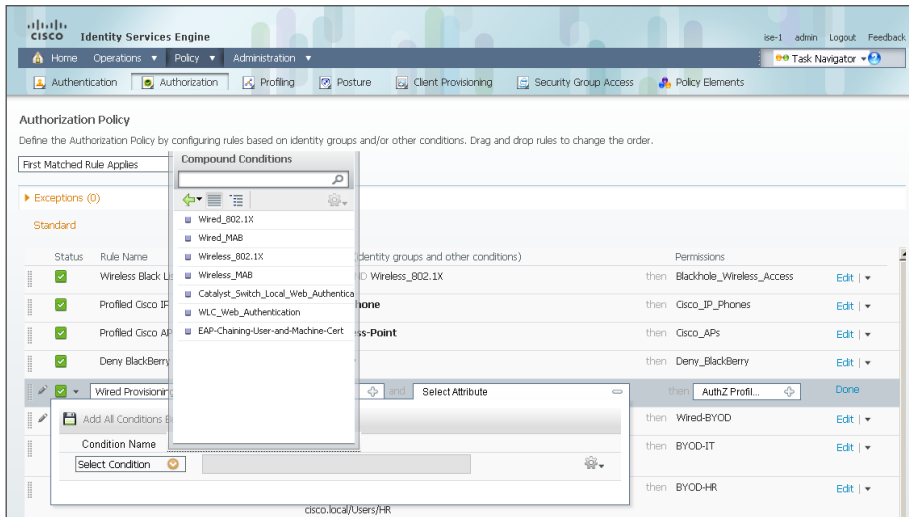 CISCO Identity Services Engine
ise-1 admin Logout Feedback
Home Operations Policy Administration
Task Navigator
Authentication Authorization Profiling Posture Client Provisioning Security Group Access Policy Elements
Authorization Policy
Define the Authorization Policy by configuring rules based on identity groups and/or other conditions. Drag and drop rules to change the order.
First Matched Rule Applies
Compound Conditions
Exceptions (0)
Standard
Wired_802.1X
Wired_MAB
Wireless_802.1X
Wireless_MAB
Catalyst_Switch_Local_Web_Authentica
WLC_Web_Authentication
EAP-Chaining-User-and-Machine-Cert
Status Rule Name dentity groups and other conditions) Permissions
Wireless Black Lis D Wireless_802.1X then Blackhole_Wireless_Access Edit |
Profiled Cisco IP hone then Cisco_IP_Phones Edit |
Profiled Cisco AP ss-Point then Cisco_APs Edit |
Deny BlackBerry then Deny_BlackBerry Edit |
Wired Provisioning and Select Attribute then AuthZ Profil... Done
Add All Conditions B
then Wired-BYOD Edit |
Condition Name
then BYOD-IT Edit |
Select Condition
then BYOD-HR Edit |
cisco.local/Users/HR